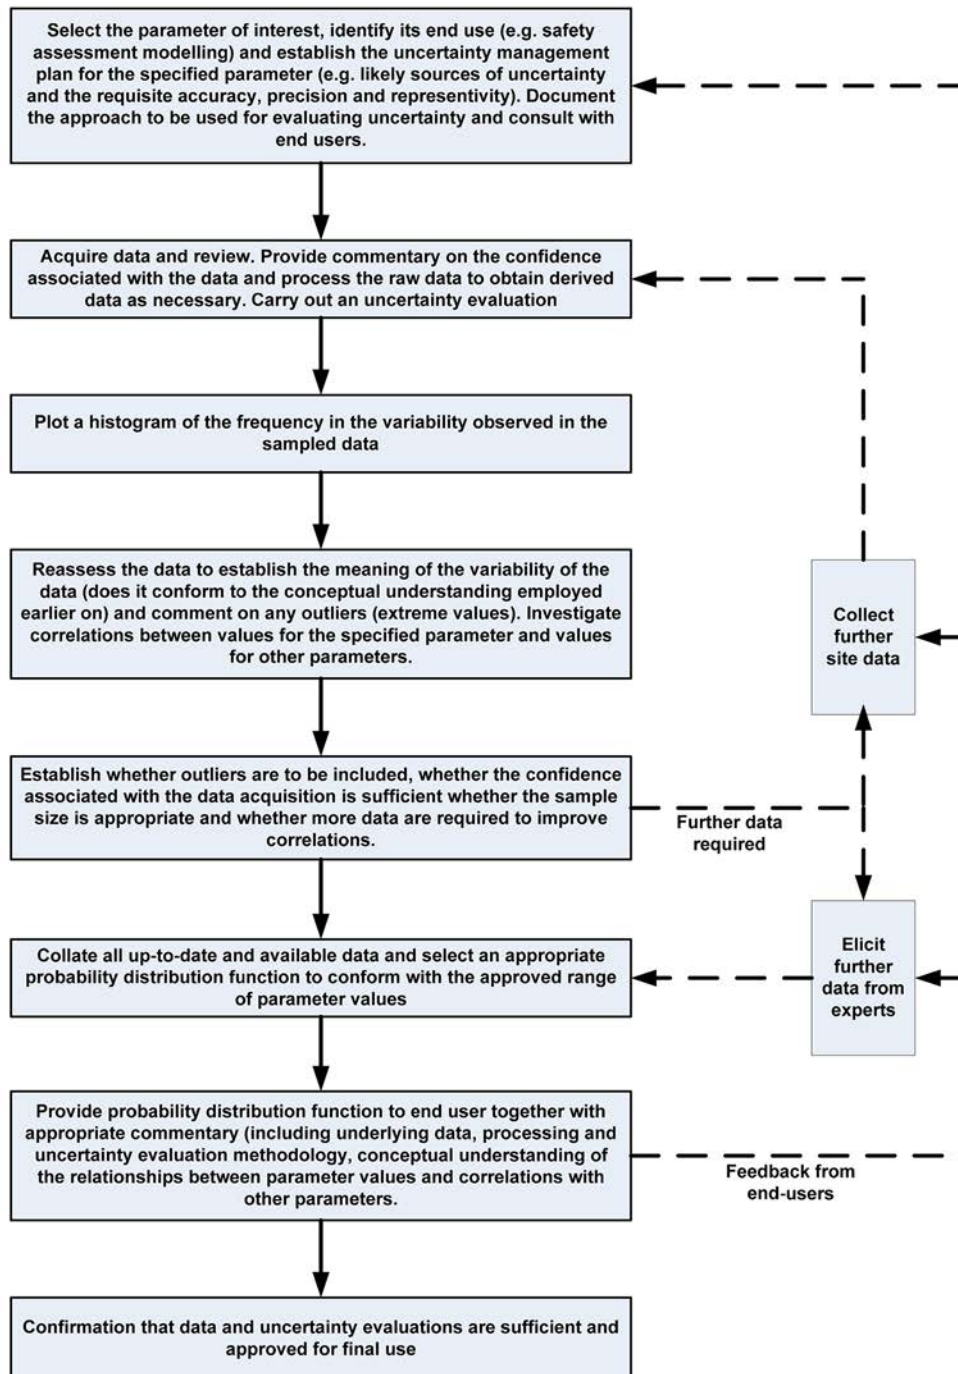 Select the parameter of interest, identify its end use (e.g. safety
assessment modelling) and establish the uncertainty management
plan for the specified parameter (e.g. likely sources of uncertainty
and the requisite accuracy, precision and representivity). Document
the approach to be used for evaluating uncertainty and consult with
end users.
Acquire data and review. Provide commentary on the confidence
associated with the data and process the raw data to obtain derived
data as necessary. Carry out an uncertainty evaluation
Plot a histogram of the frequency in the variability observed in the
sampled data
Reassess the data to establish the meaning of the variability of the
data (does it conform to the conceptual understanding employed
earlier on) and comment on any outliers (extreme values). Investigate
correlations between values for the specified parameter and values
for other parameters.
Collect
further
site data
Establish whether outliers are to be included, whether the confidence
associated with the data acquisition is sufficient whether the sample
size is appropriate and whether more data are required to improve
correlations.
Further data
required
Collate all up-to-date and available data and select an appropriate
probability distribution function to conform with the approved range
of parameter values
Elicit
further
data from
experts
Provide probability distribution function to end user together with
appropriate commentary (including underlying data, processing and
uncertainty evaluation methodology, conceptual understanding of
the relationships between parameter values and correlations with
other parameters.
Feedback from
end-users
Confirmation that data and uncertainty evaluations are sufficient and
approved for final use